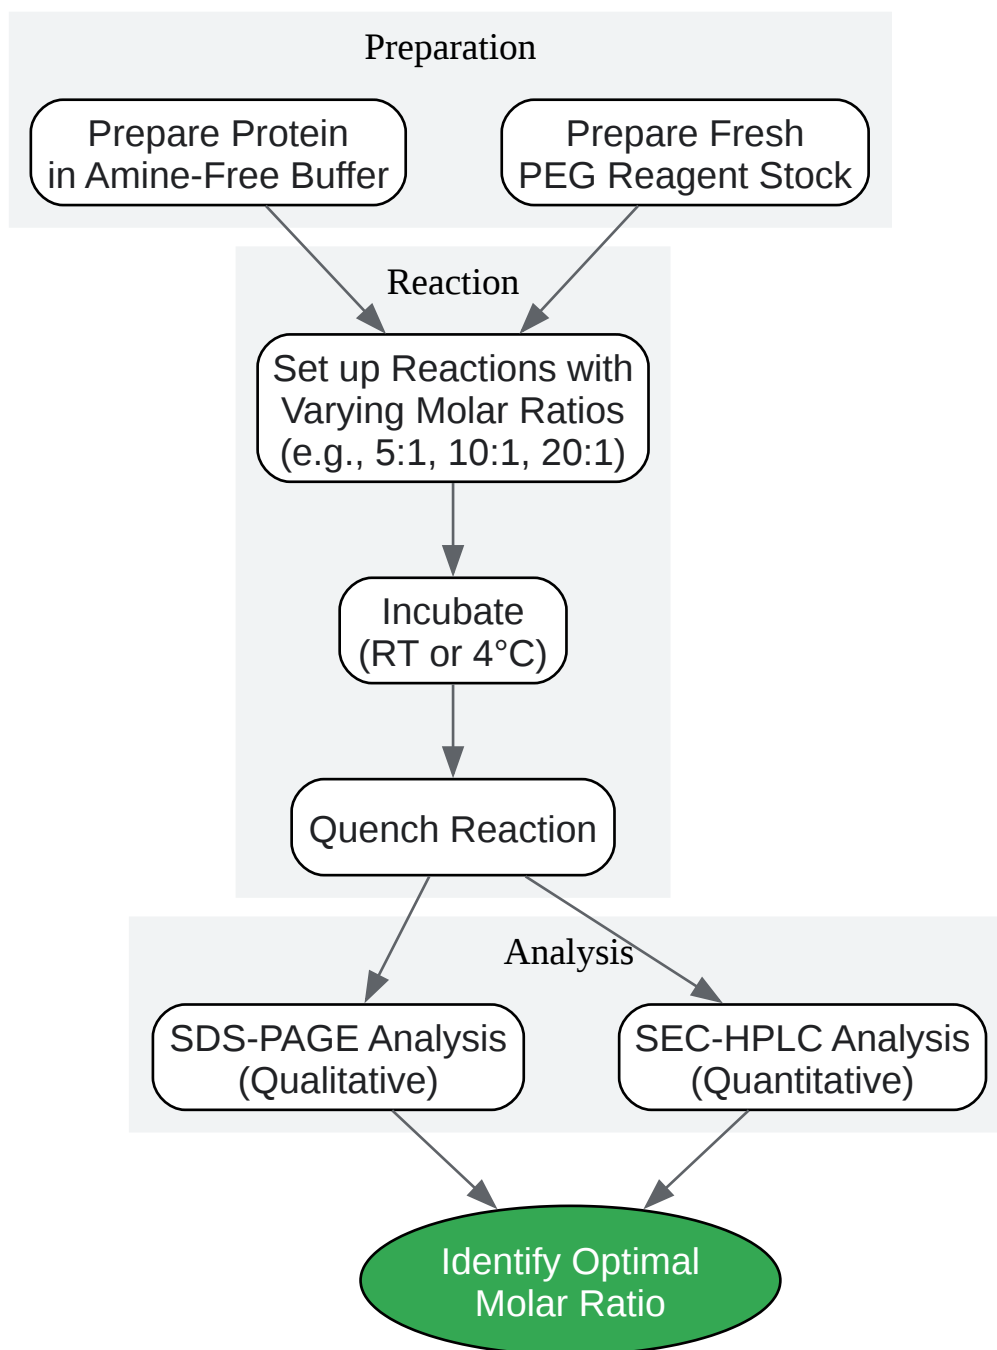 Preparation
Prepare Protein
in Amine-Free Buffer
Prepare Fresh
PEG Reagent Stock
Reaction
Set up Reactions with
Varying Molar Ratios
(e.g., 5:1, 10:1, 20:1)
Incubate
(RT or 4°C)
Quench Reaction
Analysis
SDS-PAGE Analysis
(Qualitative)
SEC-HPLC Analysis
(Quantitative)
Identify Optimal
Molar Ratio